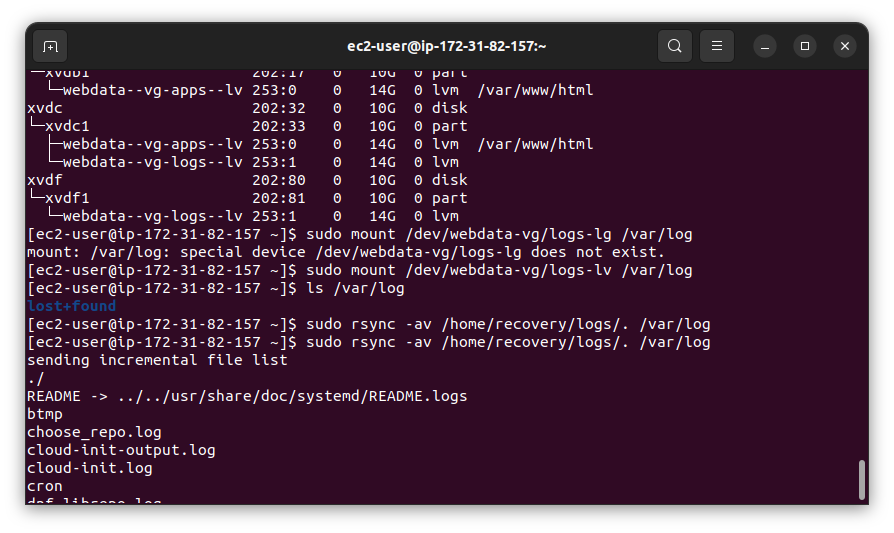 ec2-user@ip-172-31-82-157:~
└─xvdb1 202:17 0 10G 0 part
└─webdata--vg-apps--lv 253:0 0 14G 0 lvm /var/www/html
xvdc 202:32 0 10G 0 disk
└─xvdc1 202:33 0 10G 0 part
├─webdata--vg-apps--lv 253:0 0 14G 0 lvm /var/www/html
└─webdata--vg-logs--lv 253:1 0 14G 0 lvm
xvdf 202:80 0 10G 0 disk
└─xvdf1 202:81 0 10G 0 part
└─webdata--vg-logs--lv 253:1 0 14G 0 lvm
[ec2-user@ip-172-31-82-157 ~]$ sudo mount /dev/webdata-vg/logs-lg /var/log
mount: /var/log: special device /dev/webdata-vg/logs-lg does not exist.
[ec2-user@ip-172-31-82-157 ~]$ sudo mount /dev/webdata-vg/logs-lv /var/log
[ec2-user@ip-172-31-82-157 ~]$ ls /var/log
lost+found
[ec2-user@ip-172-31-82-157 ~]$ sudo rsync -av /home/recovery/logs/. /var/log
[ec2-user@ip-172-31-82-157 ~]$ sudo rsync -av /home/recovery/logs/. /var/log
sending incremental file list
./
README -> ../../usr/share/doc/systemd/README.logs
btmp
choose_repo.log
cloud-init-output.log
cloud-init.log
cron
dnf.librepo.log